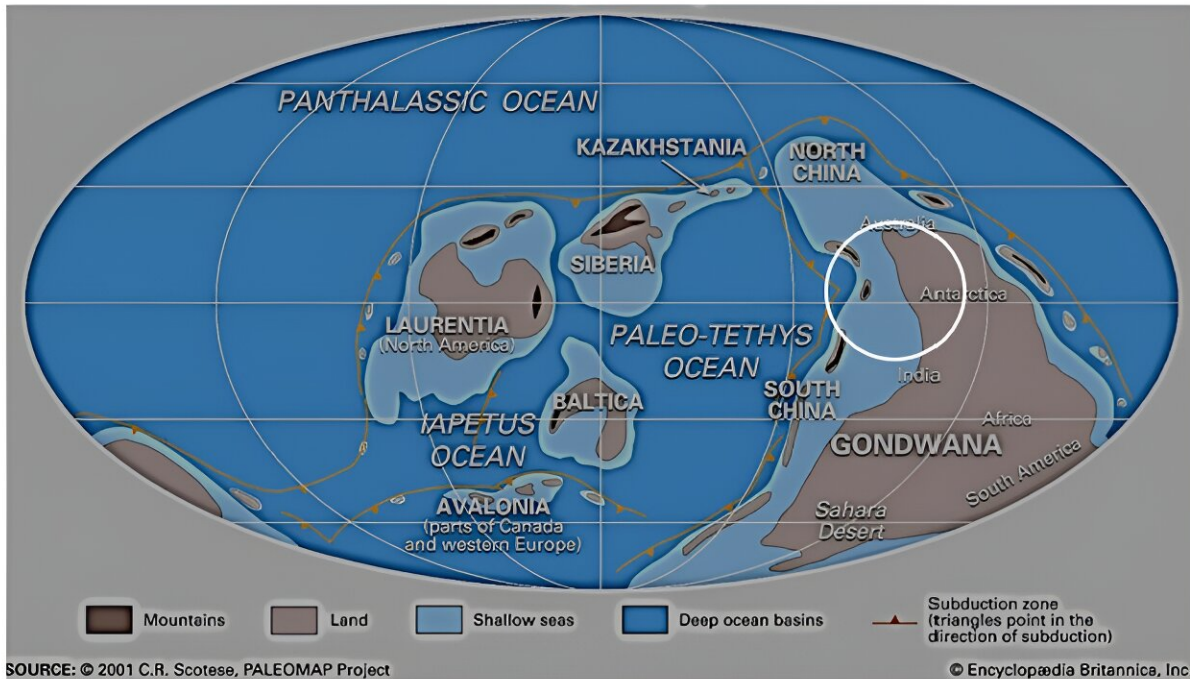 PANTHALASSIC OCEAN
KAZAKHSTANIA
NORTH
CHINA
Australia
SIBERIA
Antarctica
LAURENTIA
(North America)
PALEO-TETHYS
OCEAN
India
SOUTH
CHINA
BALTICA
IAPETUS
OCEAN
Africa
GONDWANA
South America
Sahara
Desert
AVALONIA
(parts of Canada
and western Europe)
Mountains
Land
Shallow seas
Deep ocean basins
Subduction zone
(triangles point in the
direction of subduction)
SOURCE: © 2001 C.R. Scotese, PALEOMAP Project
© Encyclopædia Britannica, Inc